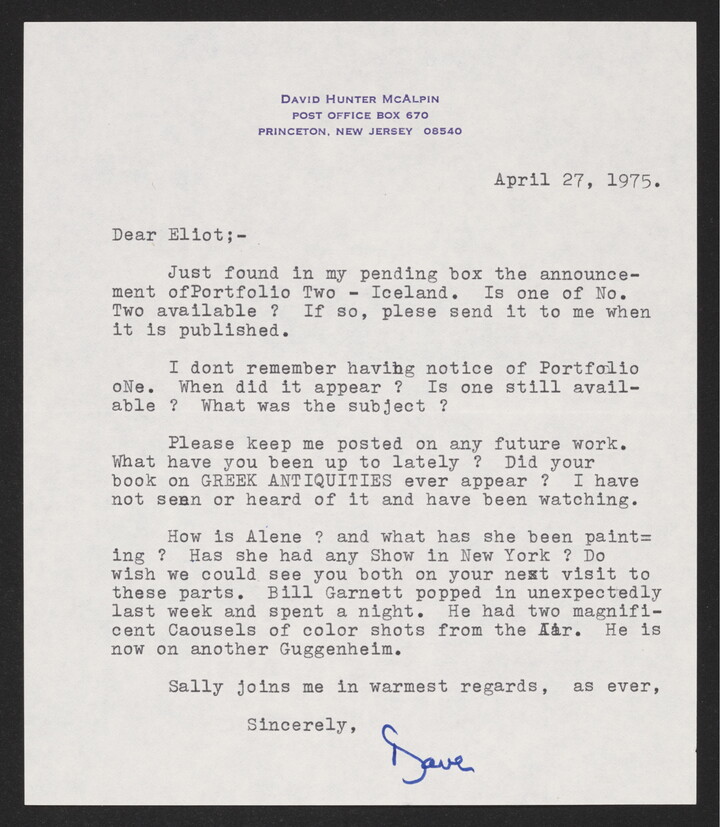 David Hunter McAlpin
POST OFFICE BOX 670
PRINCETON, NEW JERSEY 08540
April 27, 1975.
Dear Eliot;-
Just found in my pending box the announce-
ment ofPortfolio Two - Iceland. Is one of No.
Two available ? If so, plese send it to me when
it is published.
I dont remember having notice of Portfolio
oNe. When did it appear ? Is one still avail-
able ? What was the subject ?
Please keep me posted on any future work.
What have you been up to lately ? Did your
book on GREEK ANTIQUITIES ever appear ? I have
not seen or heard of it and have been watching.
How is Alene ? and what has she been paint=
ing ? Has she had any Show in New York ? Do
wish we could see you both on your next visit to
these parts. Bill Garnett popped in unexpectedly
last week and spent a night. He had two magnifi-
cent Caousels of color shots from the Air. He is
now on another Guggenheim.
Sally joins me in warmest regards, as ever,
Sincerely,
Dave